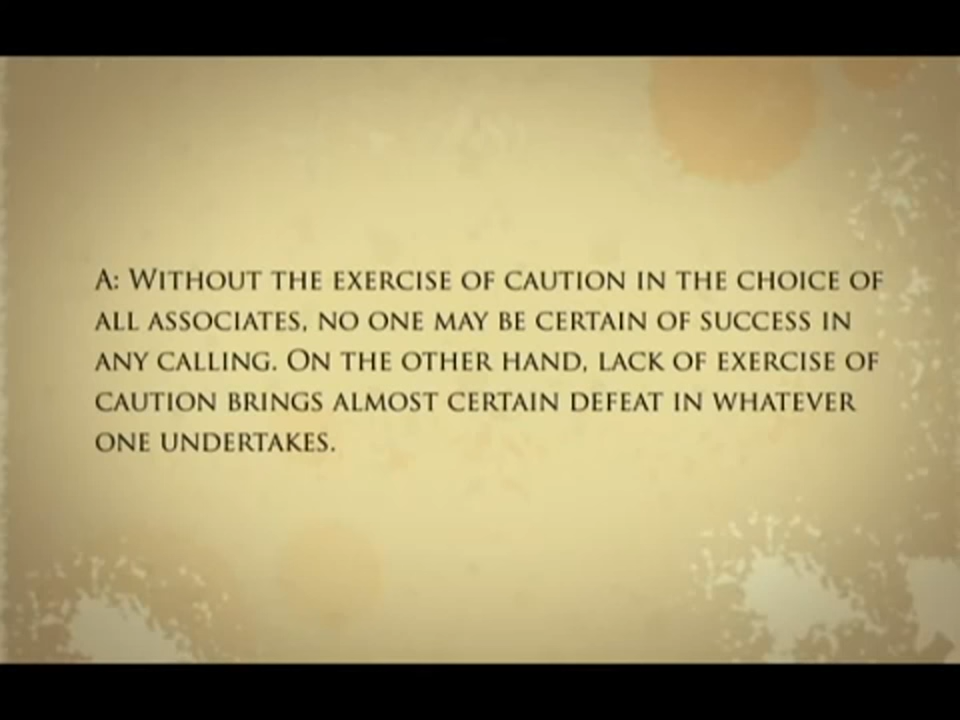 A: Without the exercise of caution in the choice of
all associates, no one may be certain of success in
any calling. On the other hand, lack of exercise of
caution brings almost certain defeat in whatever
one undertakes.